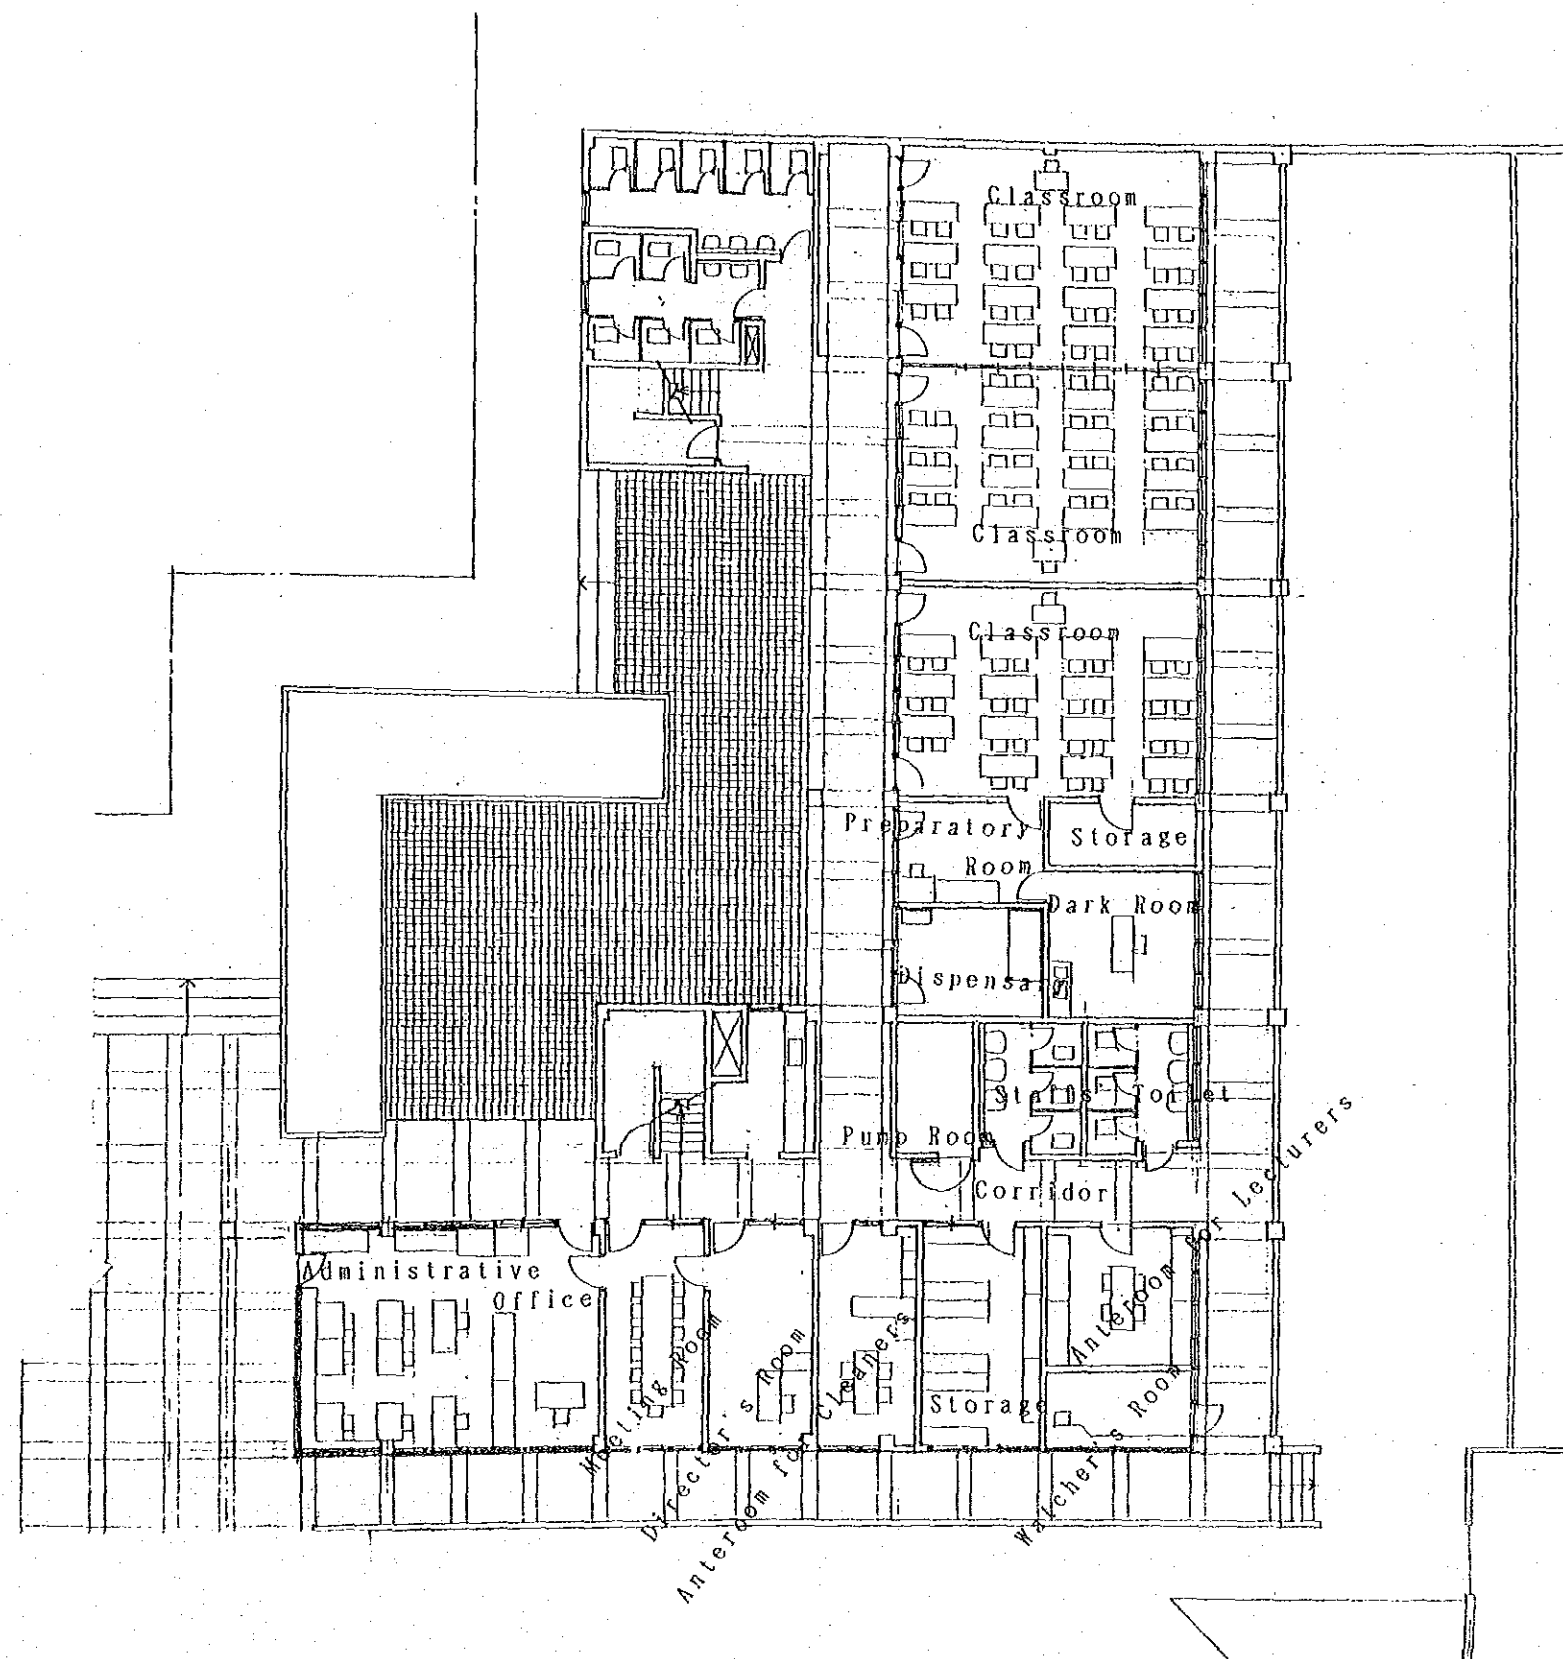 Classroom
Classroom
Classroom
Preparatory
Room
Storage
Dark Room
Dispensary
Staffs' Toilet
Pump Room
Corridor
Administrative
Office
Meeting Room
Director's Room
Anteroom for Cleaners
Storage
Watcher's Room
Anteroom for Lecturers